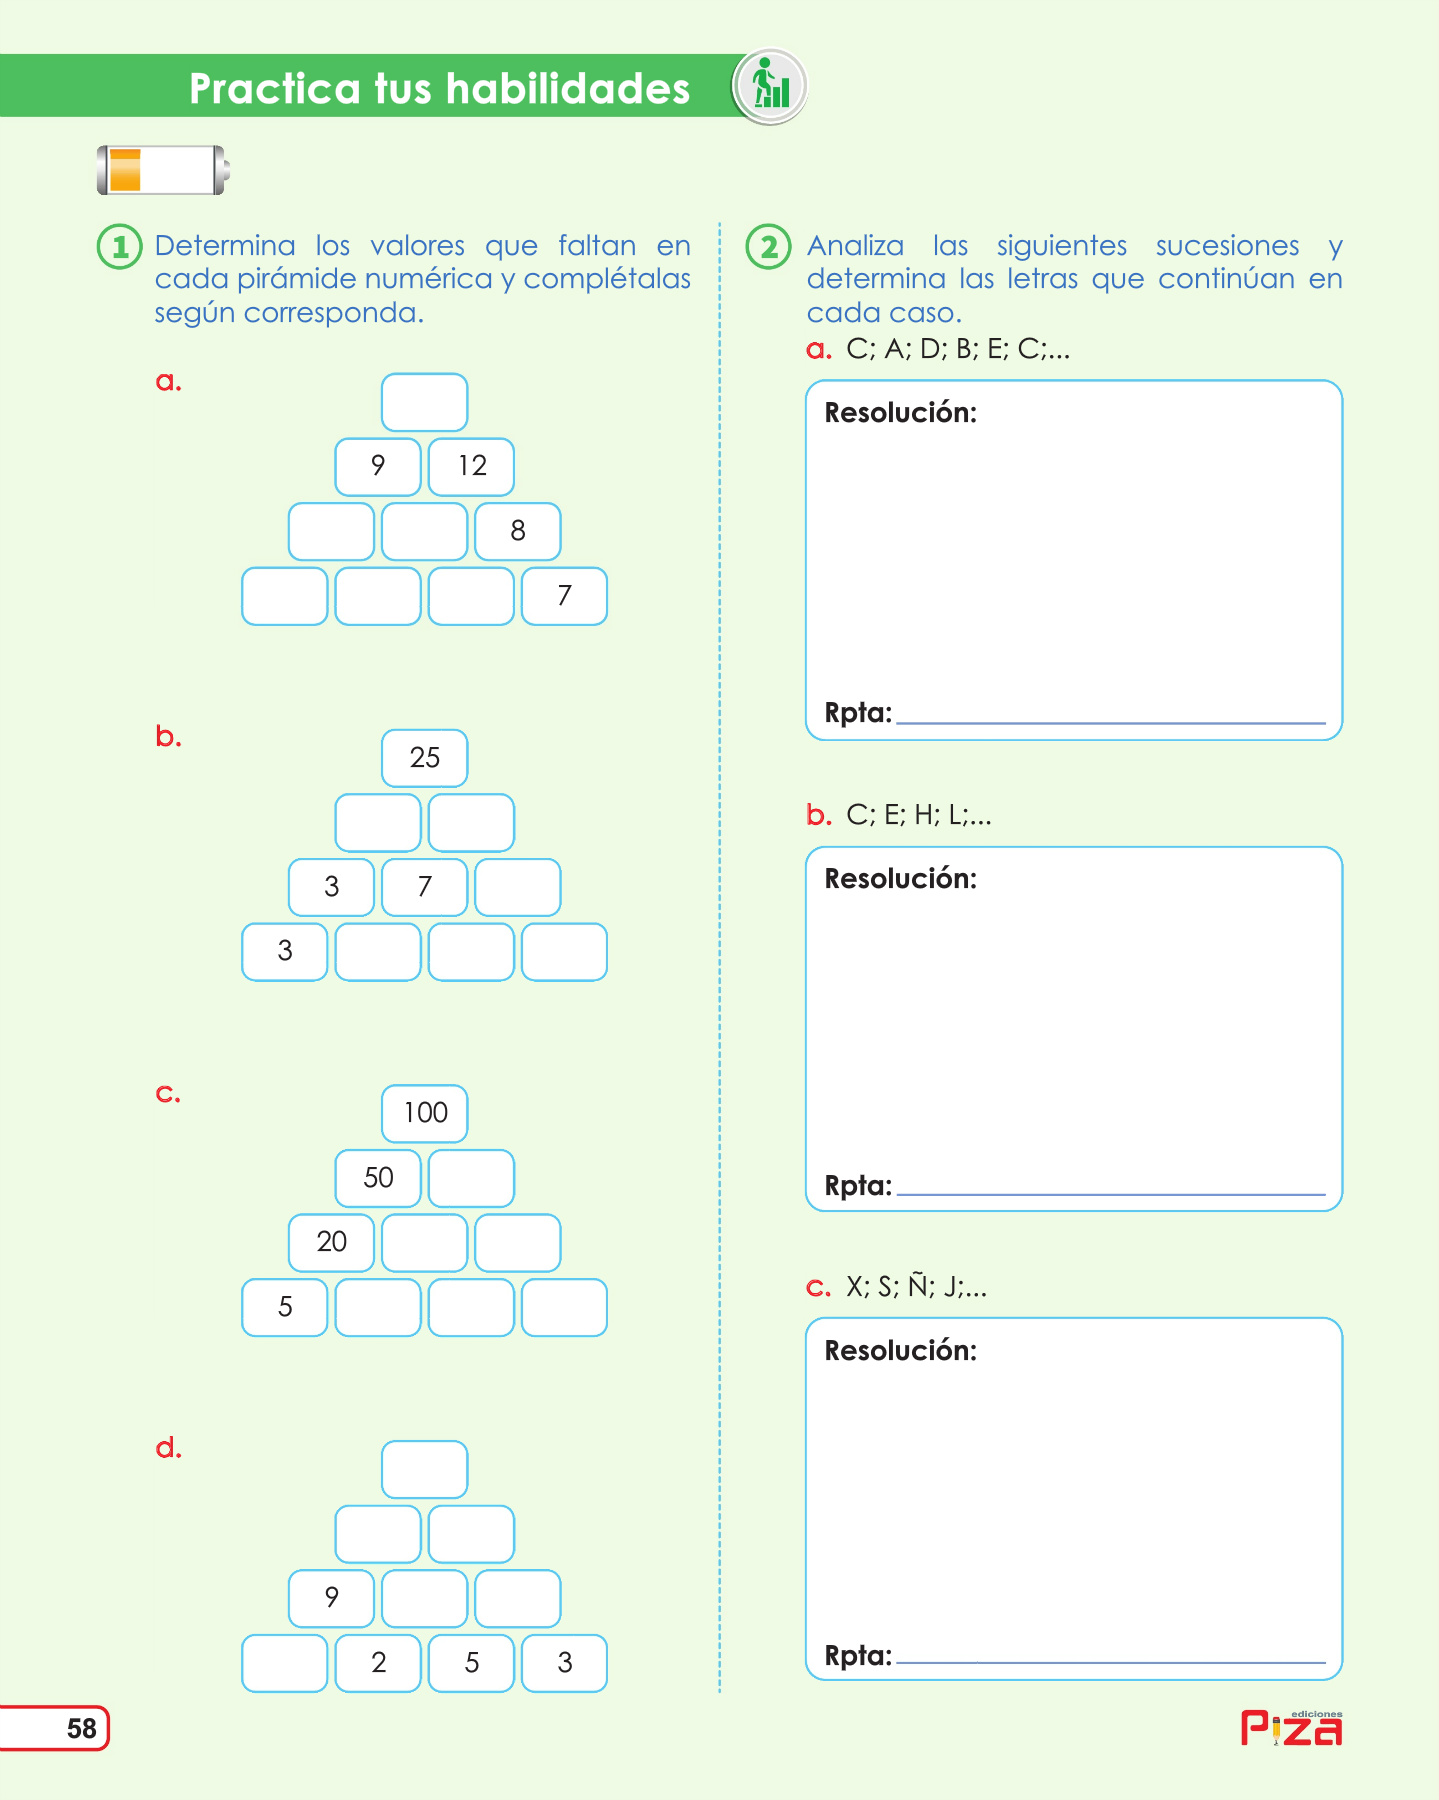 Practica tus habilidades
1 Determina los valores que faltan en
cada pirámide numérica y complétalas
según corresponda.
a.
9 12
8
7
b.
25
3 7
3
c.
100
50
20
5
d.
9
2 5 3
2 Analiza las siguientes sucesiones y
determina las letras que continúan en
cada caso.
a. C; A; D; B; E; C;...
Resolución:
Rpta:
b. C; E; H; L;...
Resolución:
Rpta:
c. X; S; Ñ; J;...
Resolución:
Rpta:
58
ediciones
Piza